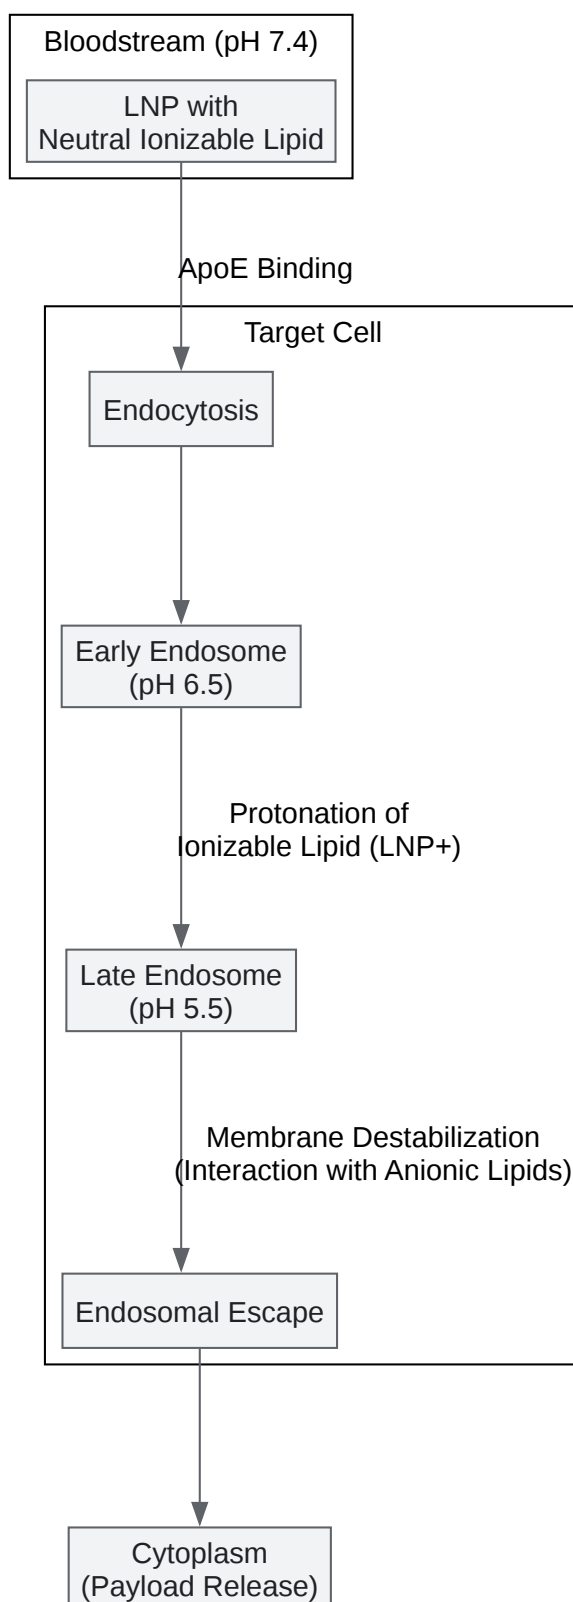 Bloodstream (pH 7.4)
LNP with
Neutral Ionizable Lipid
ApoE Binding
Target Cell
Endocytosis
Early Endosome
(pH 6.5)
Protonation of
Ionizable Lipid (LNP+)
Late Endosome
(pH 5.5)
Membrane Destabilization
(Interaction with Anionic Lipids)
Endosomal Escape
Cytoplasm
(Payload Release)